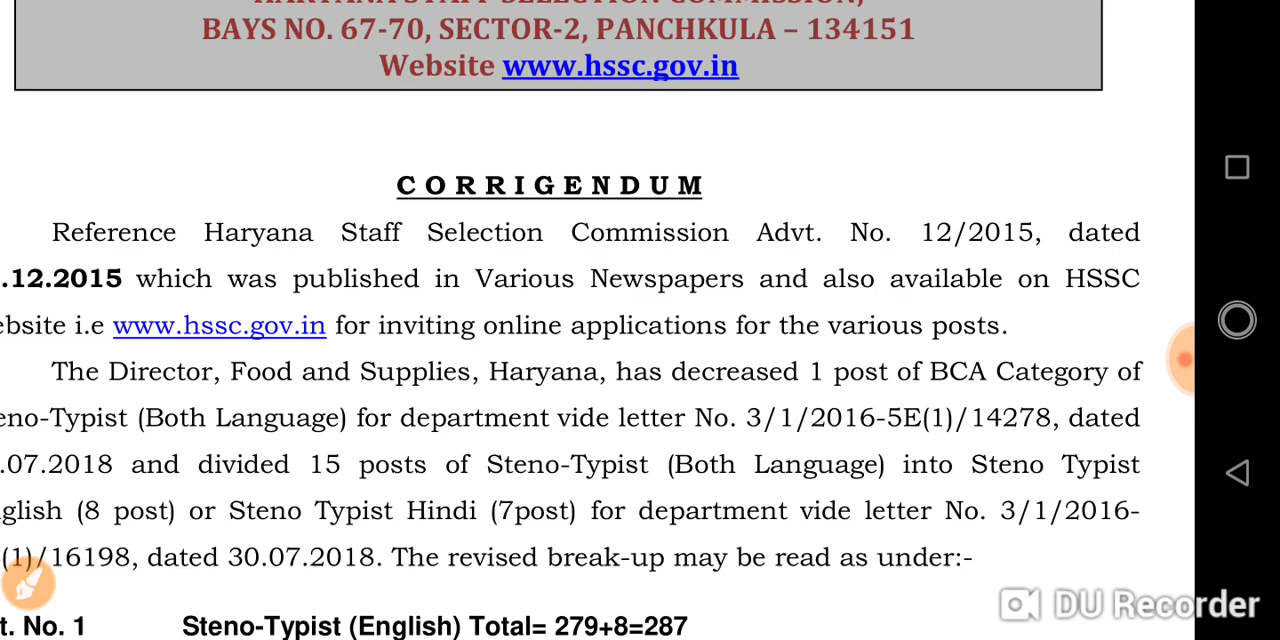 HARYANA STAFF SELECTION COMMISSION,
BAYS NO. 67-70, SECTOR-2, PANCHKULA – 134151
Website www.hssc.gov.in
CORRIGENDUM
Reference Haryana Staff Selection Commission Advt. No. 12/2015, dated
.12.2015 which was published in Various Newspapers and also available on HSSC
ebsite i.e www.hssc.gov.in for inviting online applications for the various posts.
The Director, Food and Supplies, Haryana, has decreased 1 post of BCA Category of
eno-Typist (Both Language) for department vide letter No. 3/1/2016-5E(1)/14278, dated
.07.2018 and divided 15 posts of Steno-Typist (Both Language) into Steno Typist
glish (8 post) or Steno Typist Hindi (7post) for department vide letter No. 3/1/2016-
(1)/16198, dated 30.07.2018. The revised break-up may be read as under:-
t. No. 1 Steno-Typist (English) Total= 279+8=287
DU Recorder